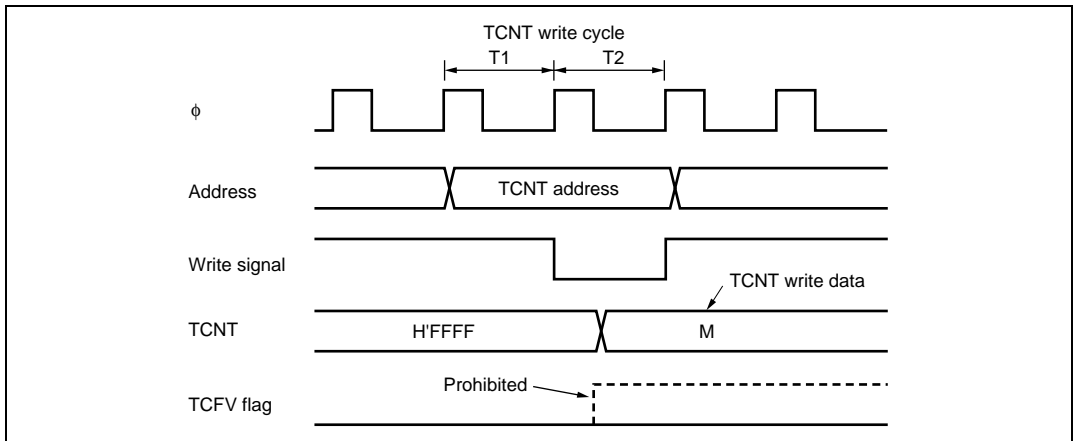 TCNT write cycle
T1 T2
ϕ
Address TCNT address
Write signal
TCNT write data
TCNT H'FFFF M
Prohibited
TCFV flag